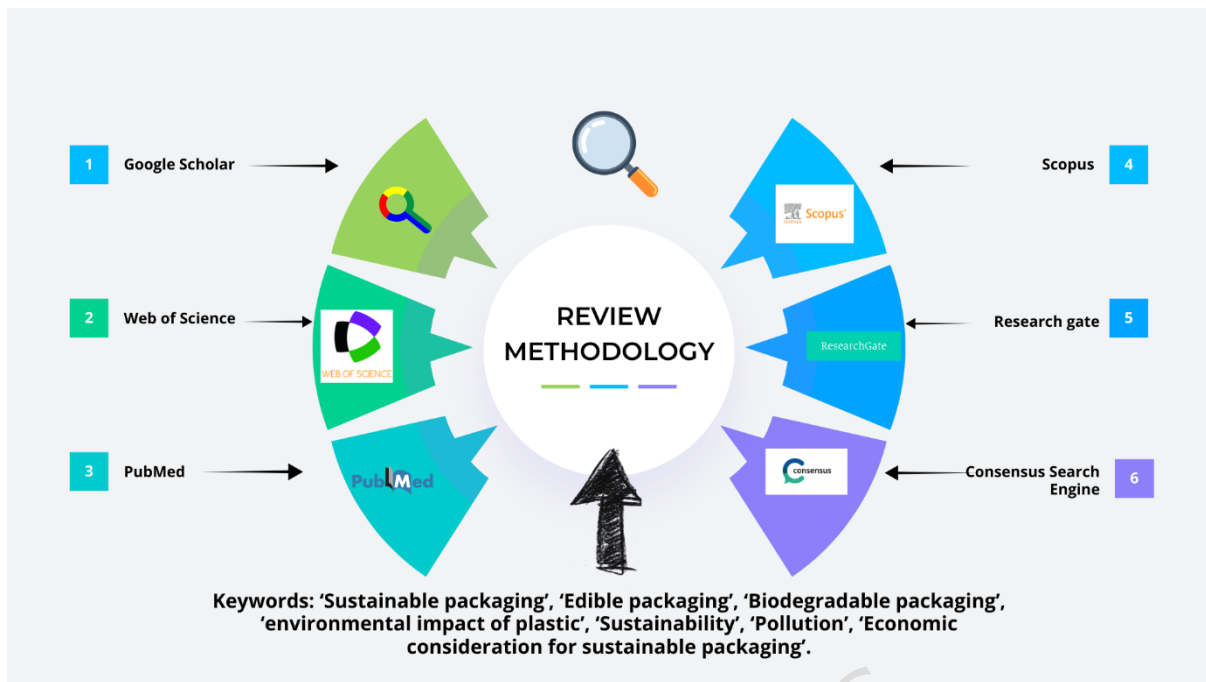 1 Google Scholar
2 Web of Science
WEB OF SCIENCE
3 PubMed
PubMed
REVIEW
METHODOLOGY
Scopus 4
Scopus
Research gate 5
ResearchGate
Consensus Search
Engine 6
consensus
Keywords: ‘Sustainable packaging’, ‘Edible packaging’, ‘Biodegradable packaging’,
‘environmental impact of plastic’, ‘Sustainability’, ‘Pollution’, ‘Economic
consideration for sustainable packaging’.